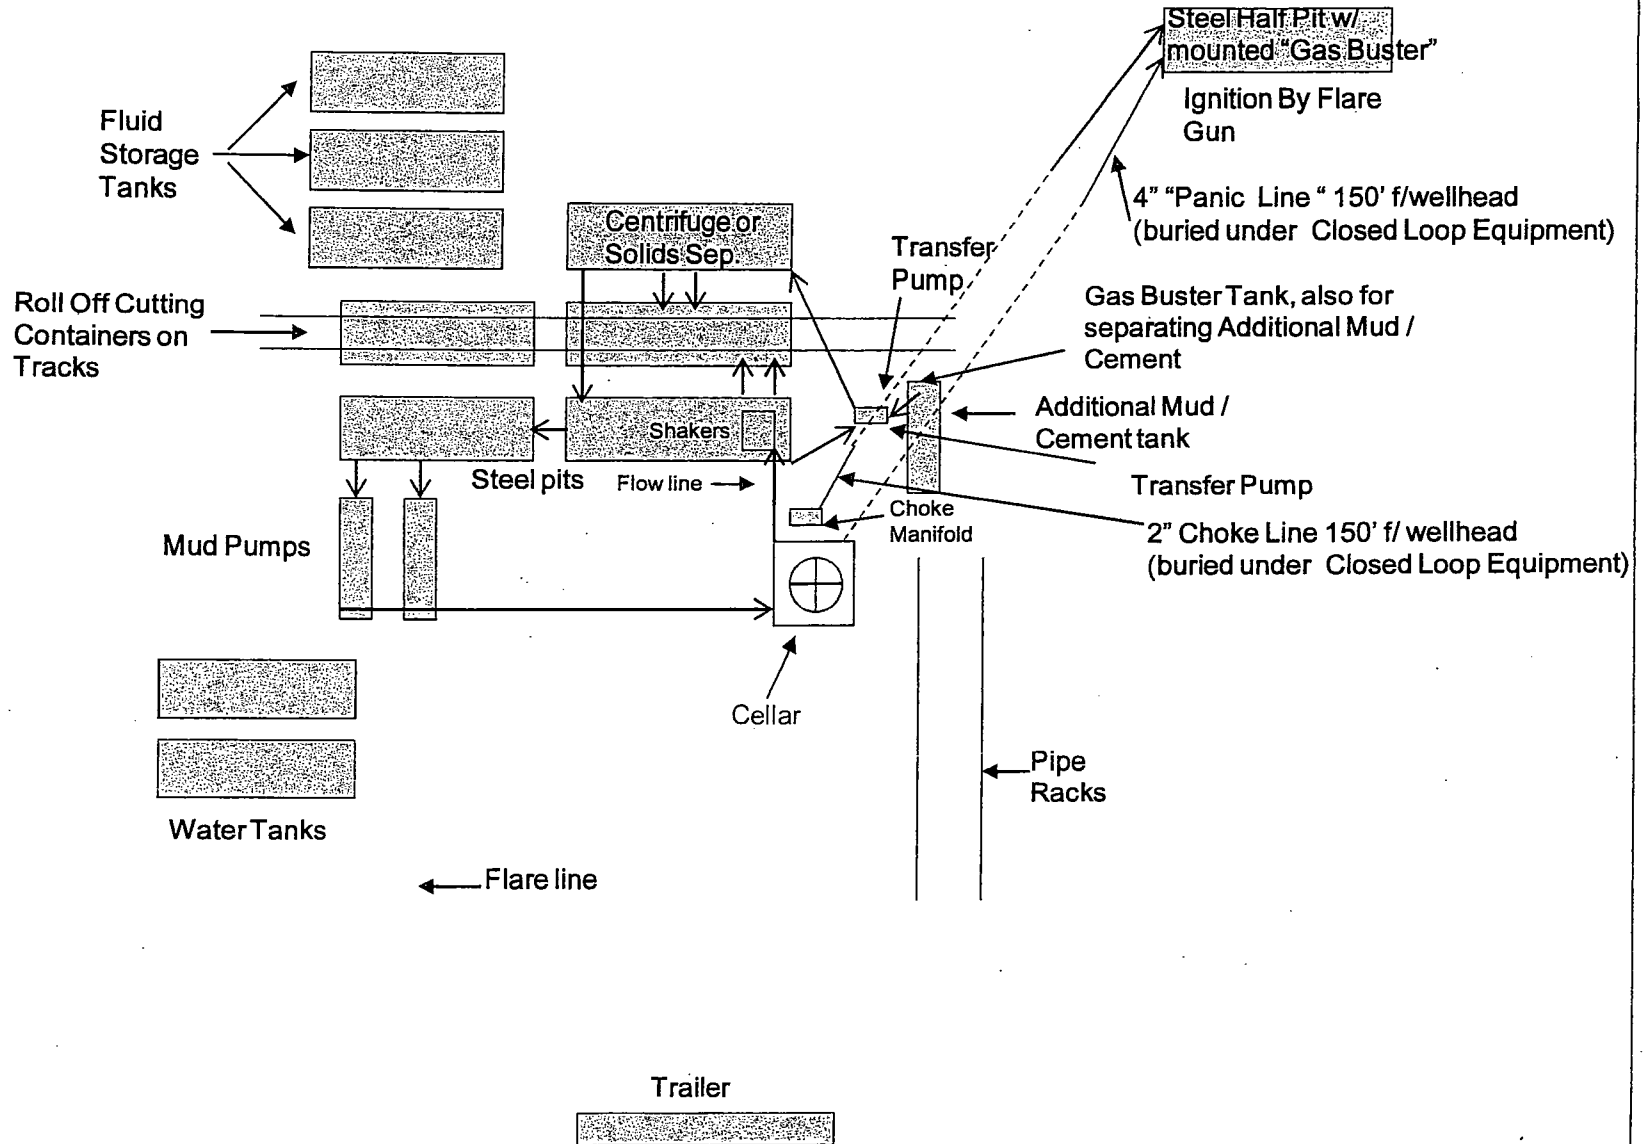 Steel Half Pit w/
mounted “Gas Buster”
Ignition By Flare
Gun
Fluid
Storage
Tanks
4” “Panic Line “ 150’ f/wellhead
(buried under Closed Loop Equipment)
Centrifuge or
Solids Sep.
Transfer
Pump
Roll Off Cutting
Containers on
Tracks
Gas Buster Tank, also for
separating Additional Mud /
Cement
Additional Mud /
Cement tank
Shakers
Steel pits
Flow line
Transfer Pump
Choke
Manifold
2” Choke Line 150’ f/ wellhead
(buried under Closed Loop Equipment)
Mud Pumps
Cellar
Pipe
Racks
Water Tanks
Flare line
Trailer